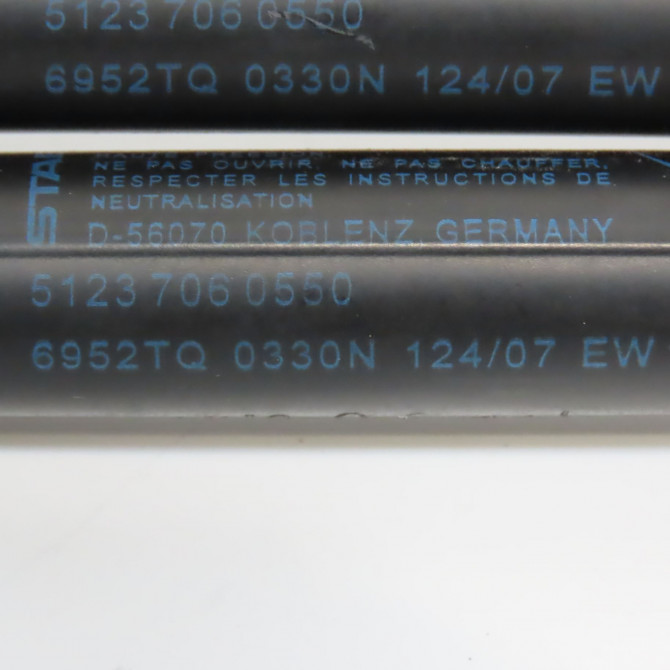 5123 706 0550
6952TQ 0330N 124/07 EW
NE PAS OUVRIR. NE PAS CHAUFFER.
RESPECTER LES INSTRUCTIONS DE
NEUTRALISATION
STA
D-56070 KOBLENZ GERMANY
5123 706 0550
6952TQ 0330N 124/07 EW